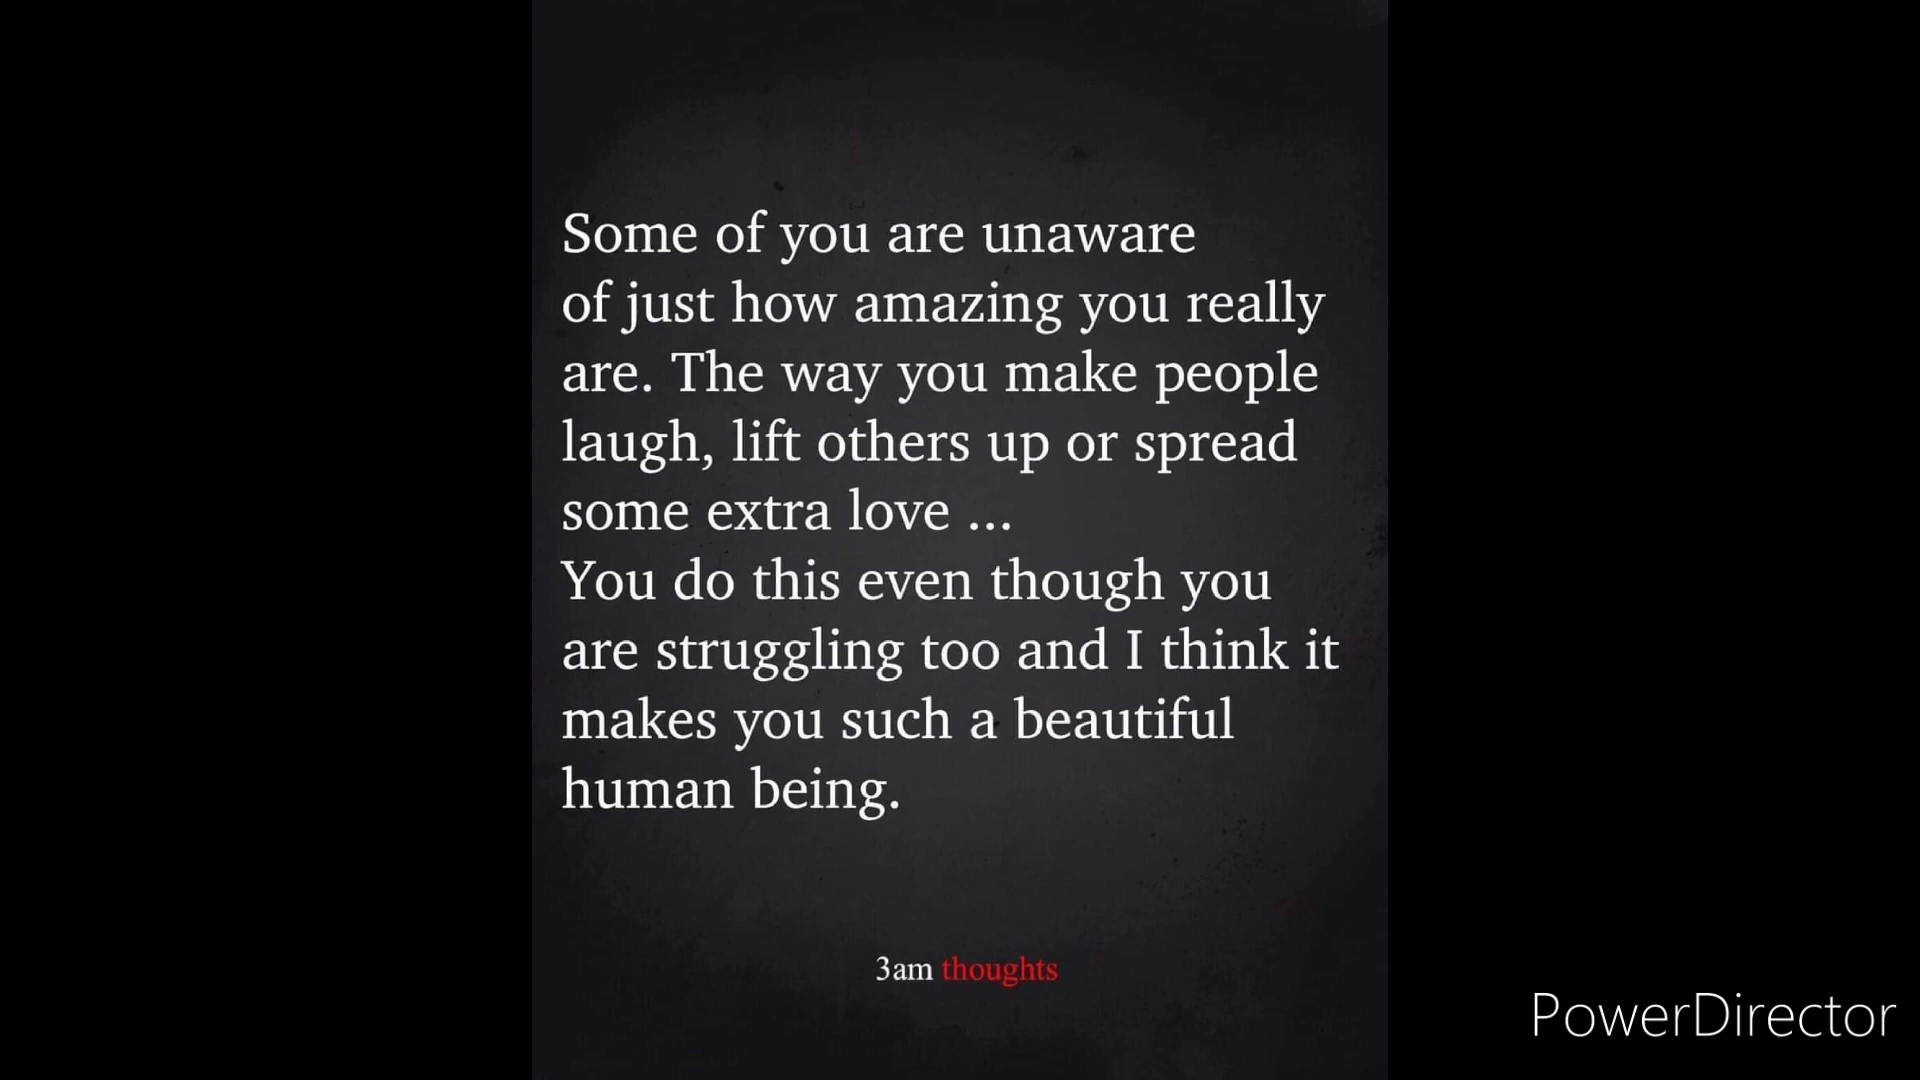 Some of you are unaware
of just how amazing you really
are. The way you make people
laugh, lift others up or spread
some extra love ...
You do this even though you
are struggling too and I think it
makes you such a beautiful
human being.
3am thoughts
PowerDirector